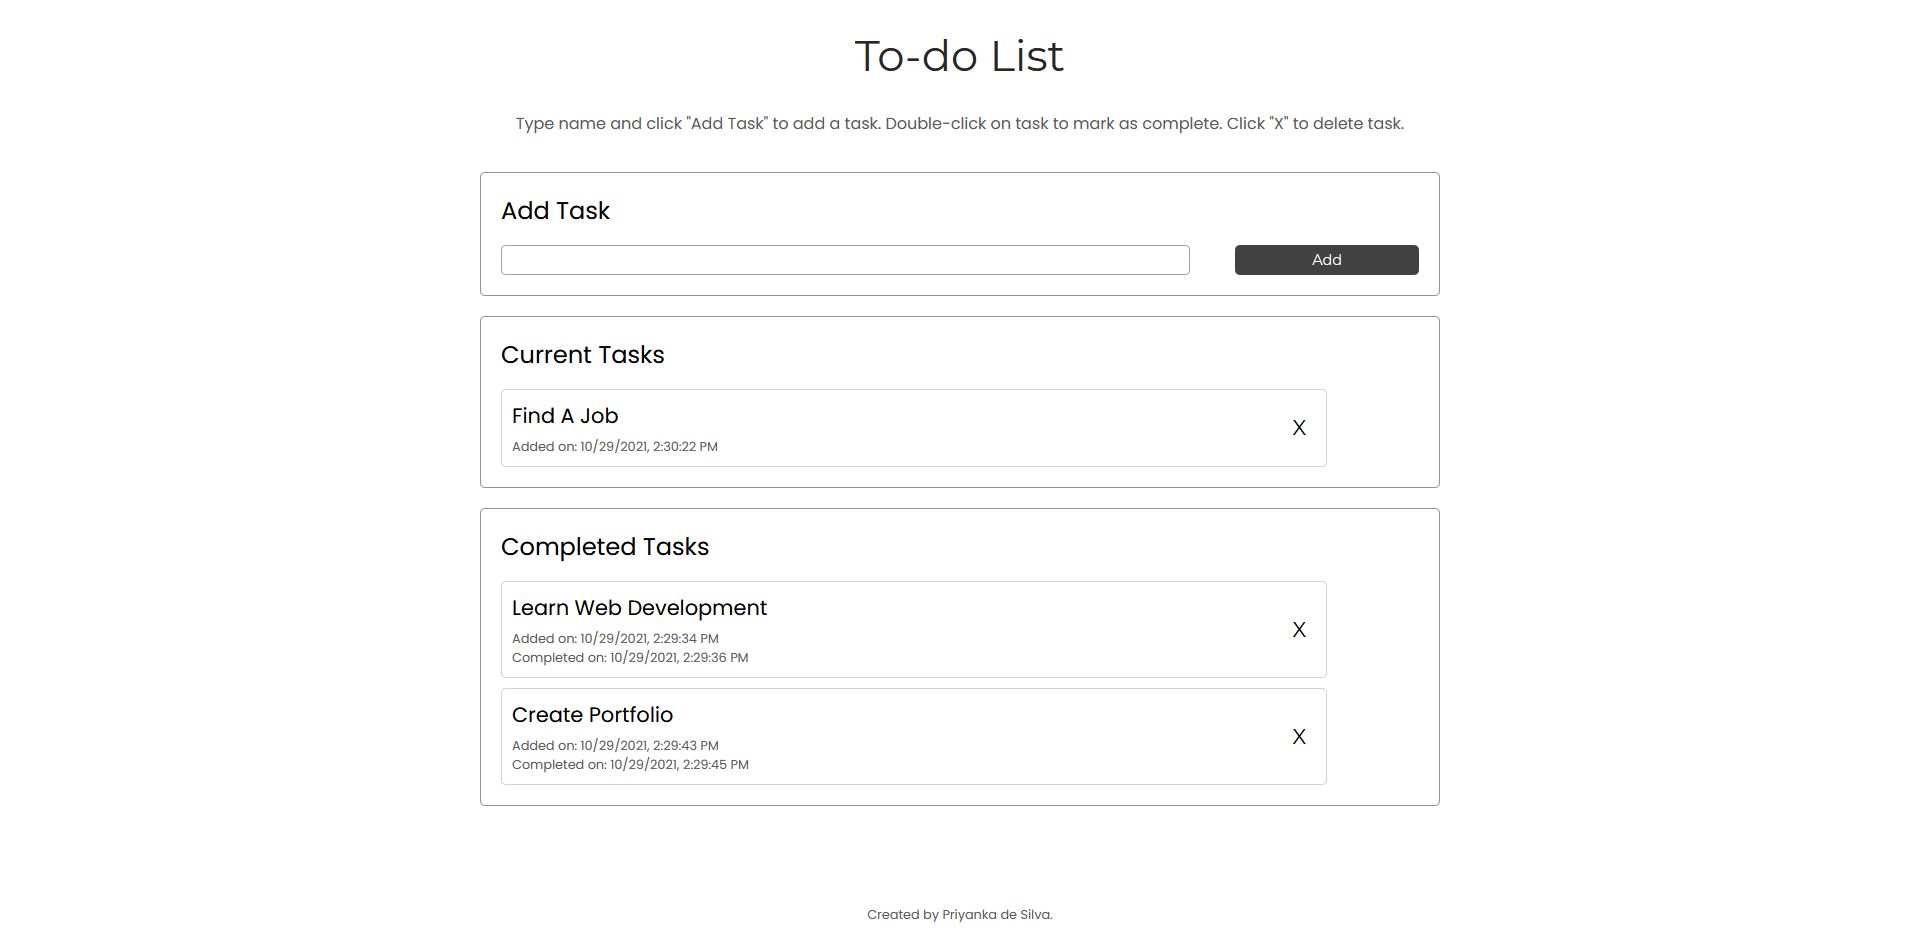 To-do List
Type name and click "Add Task" to add a task. Double-click on task to mark as complete. Click "X" to delete task.
Add Task
Add
Current Tasks
Find A Job
Added on: 10/29/2021, 2:30:22 PM
X
Completed Tasks
Learn Web Development
Added on: 10/29/2021, 2:29:34 PM
Completed on: 10/29/2021, 2:29:36 PM
X
Create Portfolio
Added on: 10/29/2021, 2:29:43 PM
Completed on: 10/29/2021, 2:29:45 PM
X
Created by Priyanka de Silva.